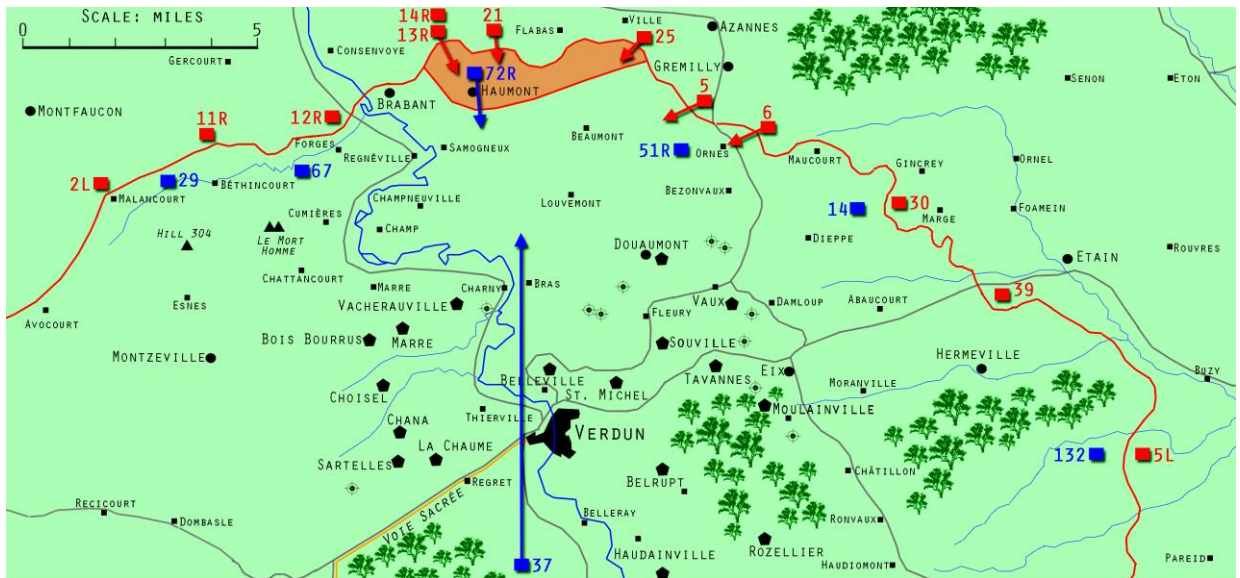 SCALE: MILES
0 5
14R
13R
21
Flabas
Ville
25
Azannes
Gercourt
Consenvoye
Gremilly
Senon
Eton
Montfaucon
Brabant
72R
Haumont
5
6
11R
12R
Forges
Regnéville
Samogneux
Beaumont
51R
Ornes
Maucourt
Gincrey
Ornel
2L
29
67
Malancourt
Béthincourt
Champneuville
Louvemont
Bezonvaux
14
30
Marge
Foamein
Cumières
Hill 304
Le Mort
Homme
Champ
Douaumont
Dieppe
Rouvres
Etain
Chattancourt
Esnes
Marre
Charny
Bras
Vacherauville
Fleury
Vaux
Damloup
Abaucourt
39
Avocourt
Bois Bourrus
Marre
Souville
Montzeville
Hermeville
Belleville
St. Michel
Tavannes
Eix
Moranville
Buzy
Choisel
Thierville
Moulainville
Chana
Verdun
La Chaume
Sartelles
Regret
Belrupt
Châtillon
132
5L
Voie Sacrée
Recicourt
Dombasle
Belleray
Ronvaux
Haudainville
Rozellier
Haudiomont
Pareid
37